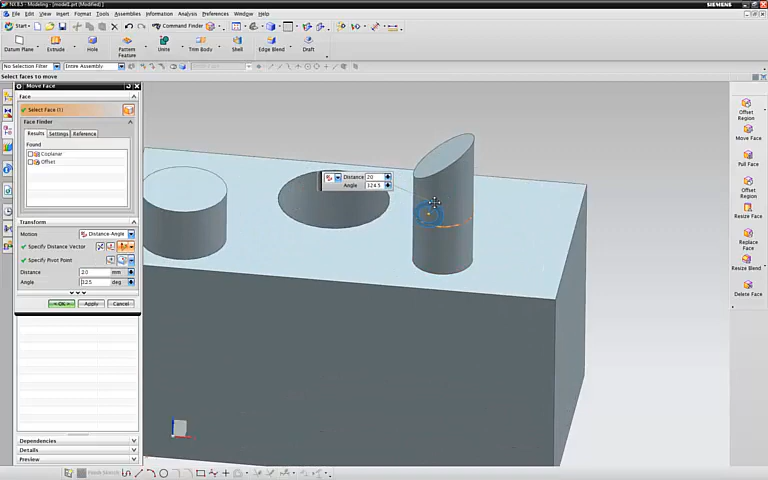 NX 8.5 - Modeling - [model1.prt (Modified)]
SIEMENS
File Edit View Insert Format Tools Assemblies Information Analysis Preferences Window Help
Start
Command Finder
Datum Plane
Extrude
Hole
Pattern Feature
Unite
Trim Body
Shell
Edge Blend
Draft
No Selection Filter
Entire Assembly
Select faces to move
Move Face
Face
Select Face (1)
Face Finder
Results Settings Reference
Found
Coplanar
Offset
Transform
Motion
Distance-Angle
Specify Distance Vector
Specify Pivot Point
Distance
20
mm
Angle
deg
< OK >
Apply
Cancel
Dependencies
Details
Preview
Distance 20
Angle 324.5
Offset Region
Move Face
Pull Face
Offset Region
Resize Face
Replace Face
Resize Blend
Delete Face
Finish Sketch